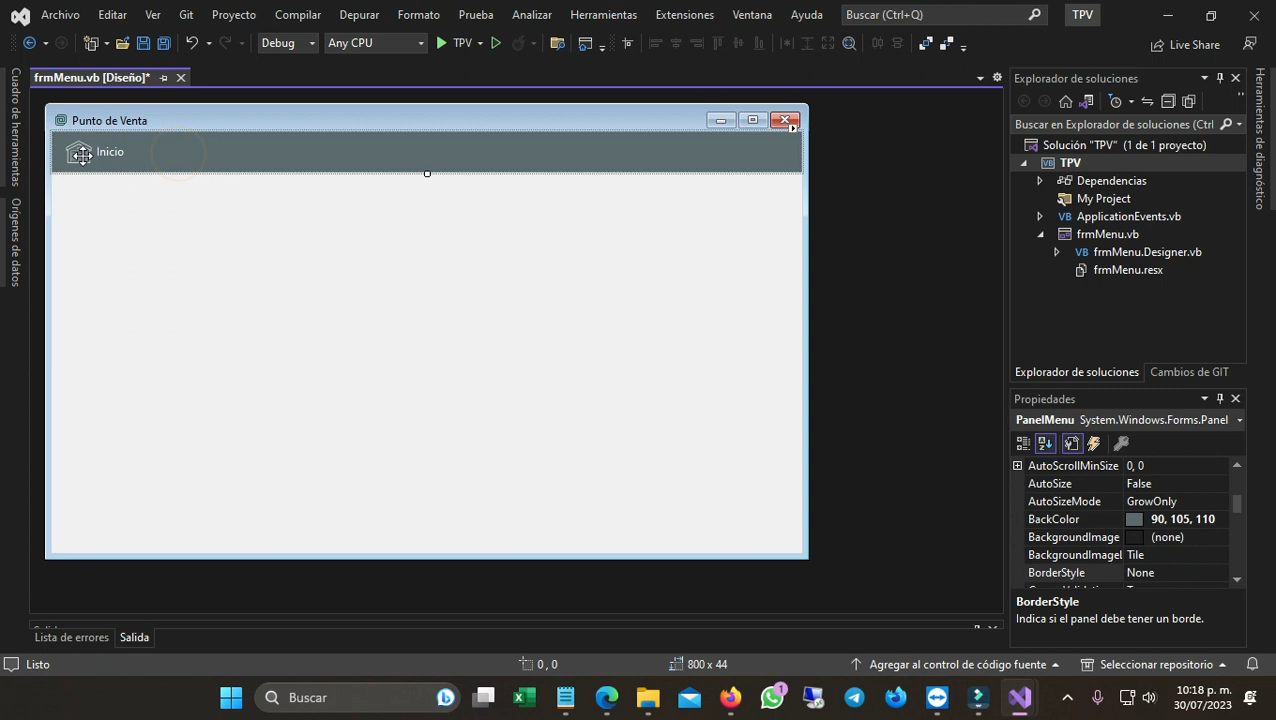 Archivo Editar Ver Git Proyecto Compilar Depurar Formato Prueba Analizar Herramientas Extensiones Ventana Ayuda Buscar (Ctrl+Q) TPV
Debug Any CPU TPV Live Share
frmMenu.vb [Diseño]*
Cuadro de herramientas
Orígenes de datos
Punto de Venta
Inicio
Explorador de soluciones
Buscar en Explorador de soluciones (Ctrl
Solución "TPV" (1 de 1 proyecto)
TPV
Dependencias
My Project
ApplicationEvents.vb
frmMenu.vb
frmMenu.Designer.vb
frmMenu.resx
Explorador de soluciones Cambios de GIT
Herramientas de diagnóstico
Propiedades
PanelMenu System.Windows.Forms.Panel
AutoScrollMinSize 0, 0
AutoSize False
AutoSizeMode GrowOnly
BackColor 90, 105, 110
BackgroundImage (none)
BackgroundImageL Tile
BorderStyle None
BorderStyle
Indica si el panel debe tener un borde.
Lista de errores Salida
Listo 0 , 0 800 x 44 Agregar al control de código fuente Seleccionar repositorio
Buscar 1 10:18 p. m.
30/07/2023